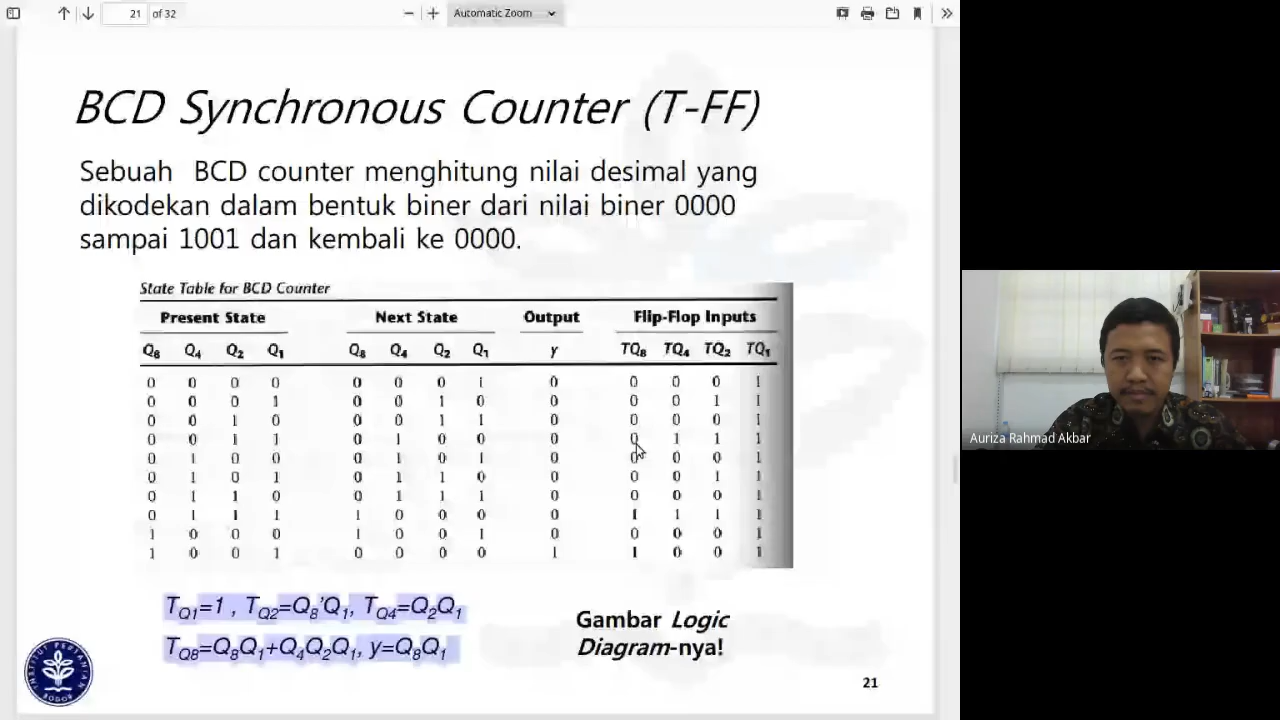 21 of 32 Automatic Zoom
BCD Synchronous Counter (T-FF)
Sebuah BCD counter menghitung nilai desimal yang
dikodekan dalam bentuk biner dari nilai biner 0000
sampai 1001 dan kembali ke 0000.
State Table for BCD Counter
Present State Next State Output Flip-Flop Inputs
Q8 Q4 Q2 Q1 Q8 Q4 Q2 Q1 y TQ8 TQ4 TQ2 TQ1
0 0 0 0 0 0 0 1 0 0 0 0 1
0 0 0 1 0 0 1 0 0 0 0 1 1
0 0 1 0 0 0 1 1 0 0 0 0 1
0 0 1 1 0 1 0 0 0 0 1 1 1
0 1 0 0 0 1 0 1 0 0 0 0 1
0 1 0 1 0 1 1 0 0 0 0 1 1
0 1 1 0 0 1 1 1 0 0 0 0 1
0 1 1 1 1 0 0 0 0 1 1 1 1
1 0 0 0 1 0 0 1 0 0 0 0 1
1 0 0 1 0 0 0 0 1 1 0 0 1
TQ1=1 , TQ2=Q8'Q1, TQ4=Q2Q1
TQ8=Q8Q1+Q4Q2Q1, y=Q8Q1
Gambar Logic
Diagram-nya!
INSTITUT PERTANIAN
BOGOR
21
Auriza Rahmad Akbar